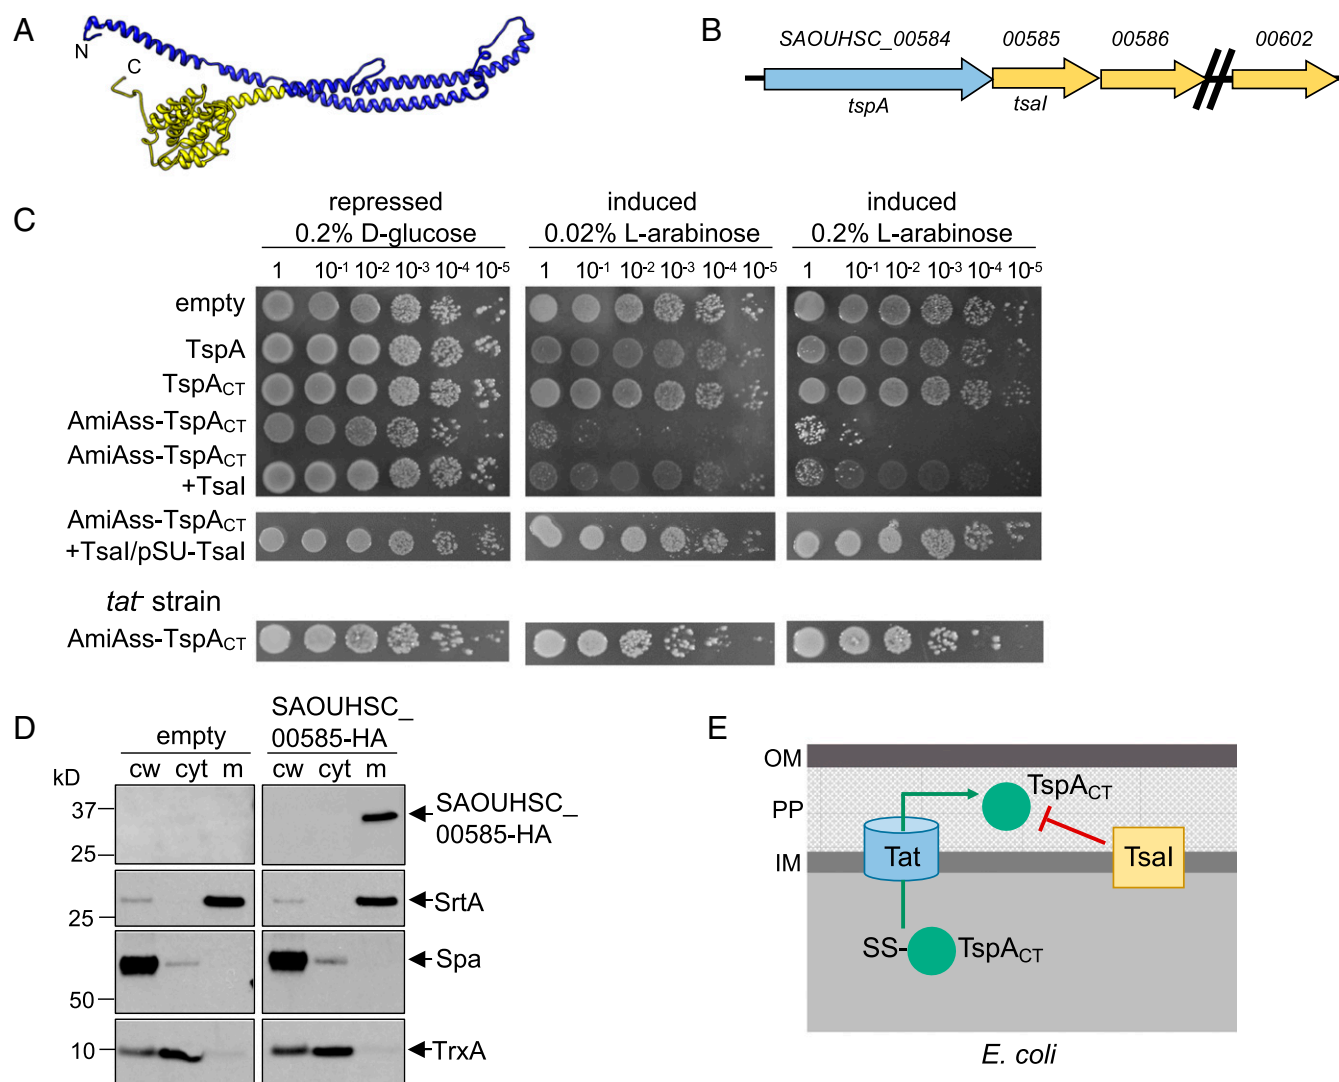 A
N
C
B
SAOUHSC_00584 00585 00586 00602
tspA tsaI
C
repressed induced induced
0.2% D-glucose 0.02% L-arabinose 0.2% L-arabinose
1 10-1 10-2 10-3 10-4 10-5 1 10-1 10-2 10-3 10-4 10-5 1 10-1 10-2 10-3 10-4 10-5
empty
TspA
TspACT
AmiAss-TspACT
AmiAss-TspACT
+TsaI
AmiAss-TspACT
+TsaI/pSU-TsaI
tat- strain
AmiAss-TspACT
D
empty
SAOUHSC_
00585-HA
kD cw cyt m cw cyt m
37
25
SAOUHSC_
00585-HA
25
SrtA
50
Spa
10
TrxA
E
OM
PP
IM
TspACT
Tat
TsaI
SS- TspACT
E. coli